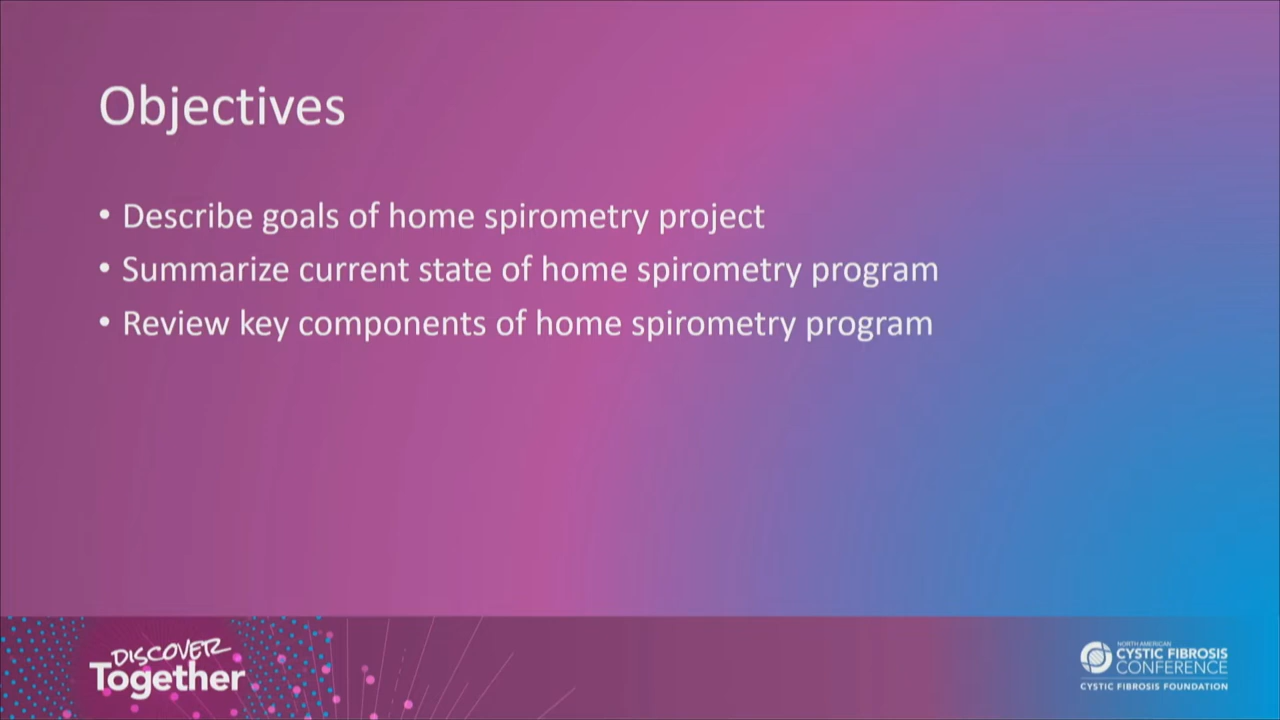 Objectives
• Describe goals of home spirometry project
• Summarize current state of home spirometry program
• Review key components of home spirometry program
DISCOVER
Together
NORTH AMERICAN
CYSTIC FIBROSIS
CONFERENCE
CYSTIC FIBROSIS FOUNDATION